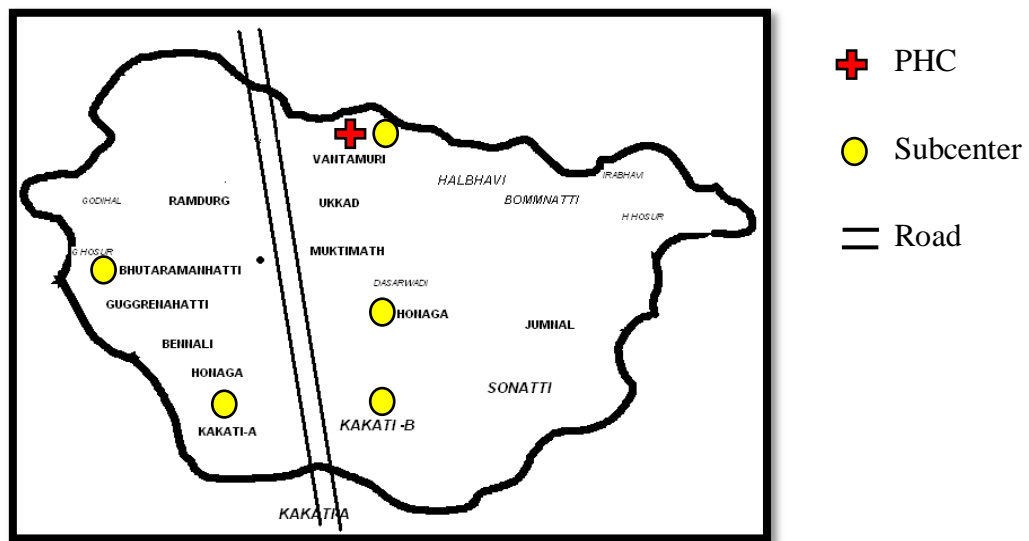 PHC
Subcenter
Road
VANTAMURI
HALBHAVI
IRABHAVI
GODIHAL
RAMDURG
UKKAD
BOMMNATTI
H HOSUR
G HOSUR
MUKTIMATH
BHUTARAMANHATTI
DASARWADI
GUGGRENAHATTI
HONAGA
JUMNAL
BENNALI
HONAGA
SONATTI
KAKATI-A
KAKATI -B